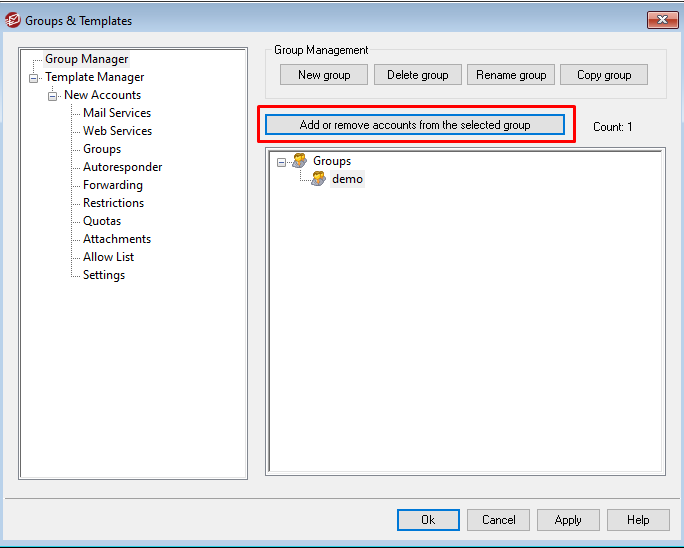 Groups & Templates
Group Manager
Template Manager
New Accounts
Mail Services
Web Services
Groups
Autoresponder
Forwarding
Restrictions
Quotas
Attachments
Allow List
Settings
Group Management
New group
Delete group
Rename group
Copy group
Add or remove accounts from the selected group
Count: 1
Groups
demo
Ok
Cancel
Apply
Help